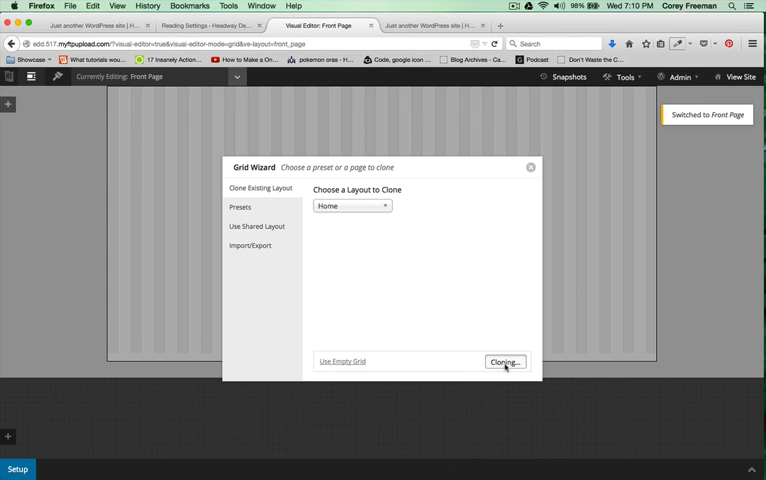 Firefox File Edit View History Bookmarks Tools Window Help 98% Wed 7:10 PM Corey Freeman
Just another WordPress site | H... Reading Settings ‹ Headway De... Visual Editor: Front Page Just another WordPress site | H...
edd.517.myftpupload.com/?visual-editor=true&visual-editor-mode=grid&ve-layout=front_page Search
Showcase What tutorials wou... 17 Insanely Action... How to Make a On... pokemon oras - H... Code, google icon ... Blog Archives - Ca... Podcast Don't Waste the C...
Currently Editing: Front Page Snapshots Tools Admin View Site
Switched to Front Page
Grid Wizard Choose a preset or a page to clone
Clone Existing Layout
Presets
Use Shared Layout
Import/Export
Choose a Layout to Clone
Home
Use Empty Grid Cloning...
Setup